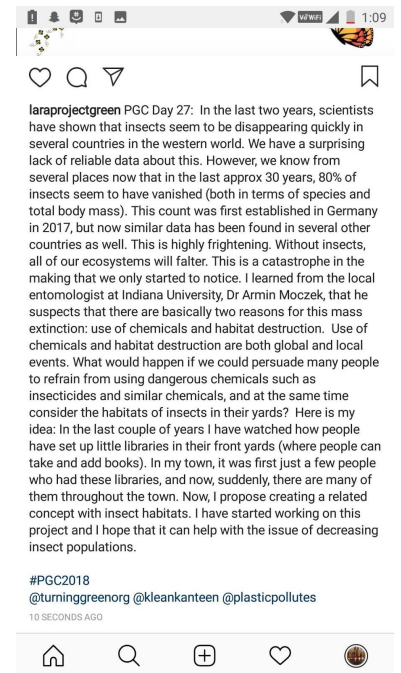 VoWiFi 1:09
laraprojectgreen PGC Day 27:  In the last two years, scientists
have shown that insects seem to be disappearing quickly in
several countries in the western world. We have a surprising
lack of reliable data about this. However, we know from
several places now that in the last approx 30 years, 80% of
insects seem to have vanished (both in terms of species and
total body mass). This count was first established in Germany
in 2017, but now similar data has been found in several other
countries as well. This is highly frightening. Without insects,
all of our ecosystems will falter. This is a catastrophe in the
making that we only started to notice. I learned from the local
entomologist at Indiana University, Dr Armin Moczek, that he
suspects that there are basically two reasons for this mass
extinction: use of chemicals and habitat destruction.  Use of
chemicals and habitat destruction are both global and local
events. What would happen if we could persuade many people
to refrain from using dangerous chemicals such as
insecticides and similar chemicals, and at the same time
consider the habitats of insects in their yards?  Here is my
idea: In the last couple of years I have watched how people
have set up little libraries in their front yards (where people can
take and add books). In my town, it was first just a few people
who had these libraries, and now, suddenly, there are many of
them throughout the town. Now, I propose creating a related
concept with insect habitats. I have started working on this
project and I hope that it can help with the issue of decreasing
insect populations.
#PGC2018
@turninggreenorg @kleankanteen @plasticpollutes
10 SECONDS AGO